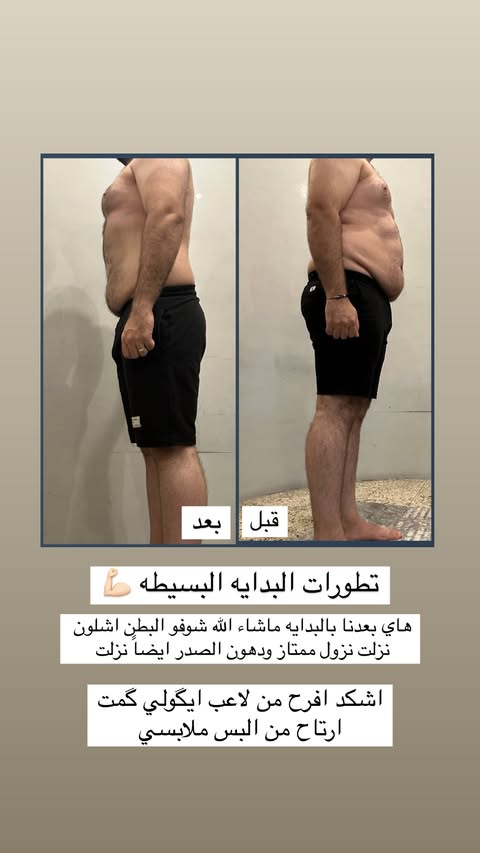 قبل
بعد
تطورات البدايه البسيطه 💪🏻
هاي بعدنا بالبدايه ماشاء الله شوفو البطن اشلون
نزلت نزول ممتاز ودهون الصدر ايضاً نزلت
اشكد افرح من لاعب ايگولي گمت
ارتاح من البس ملابسي